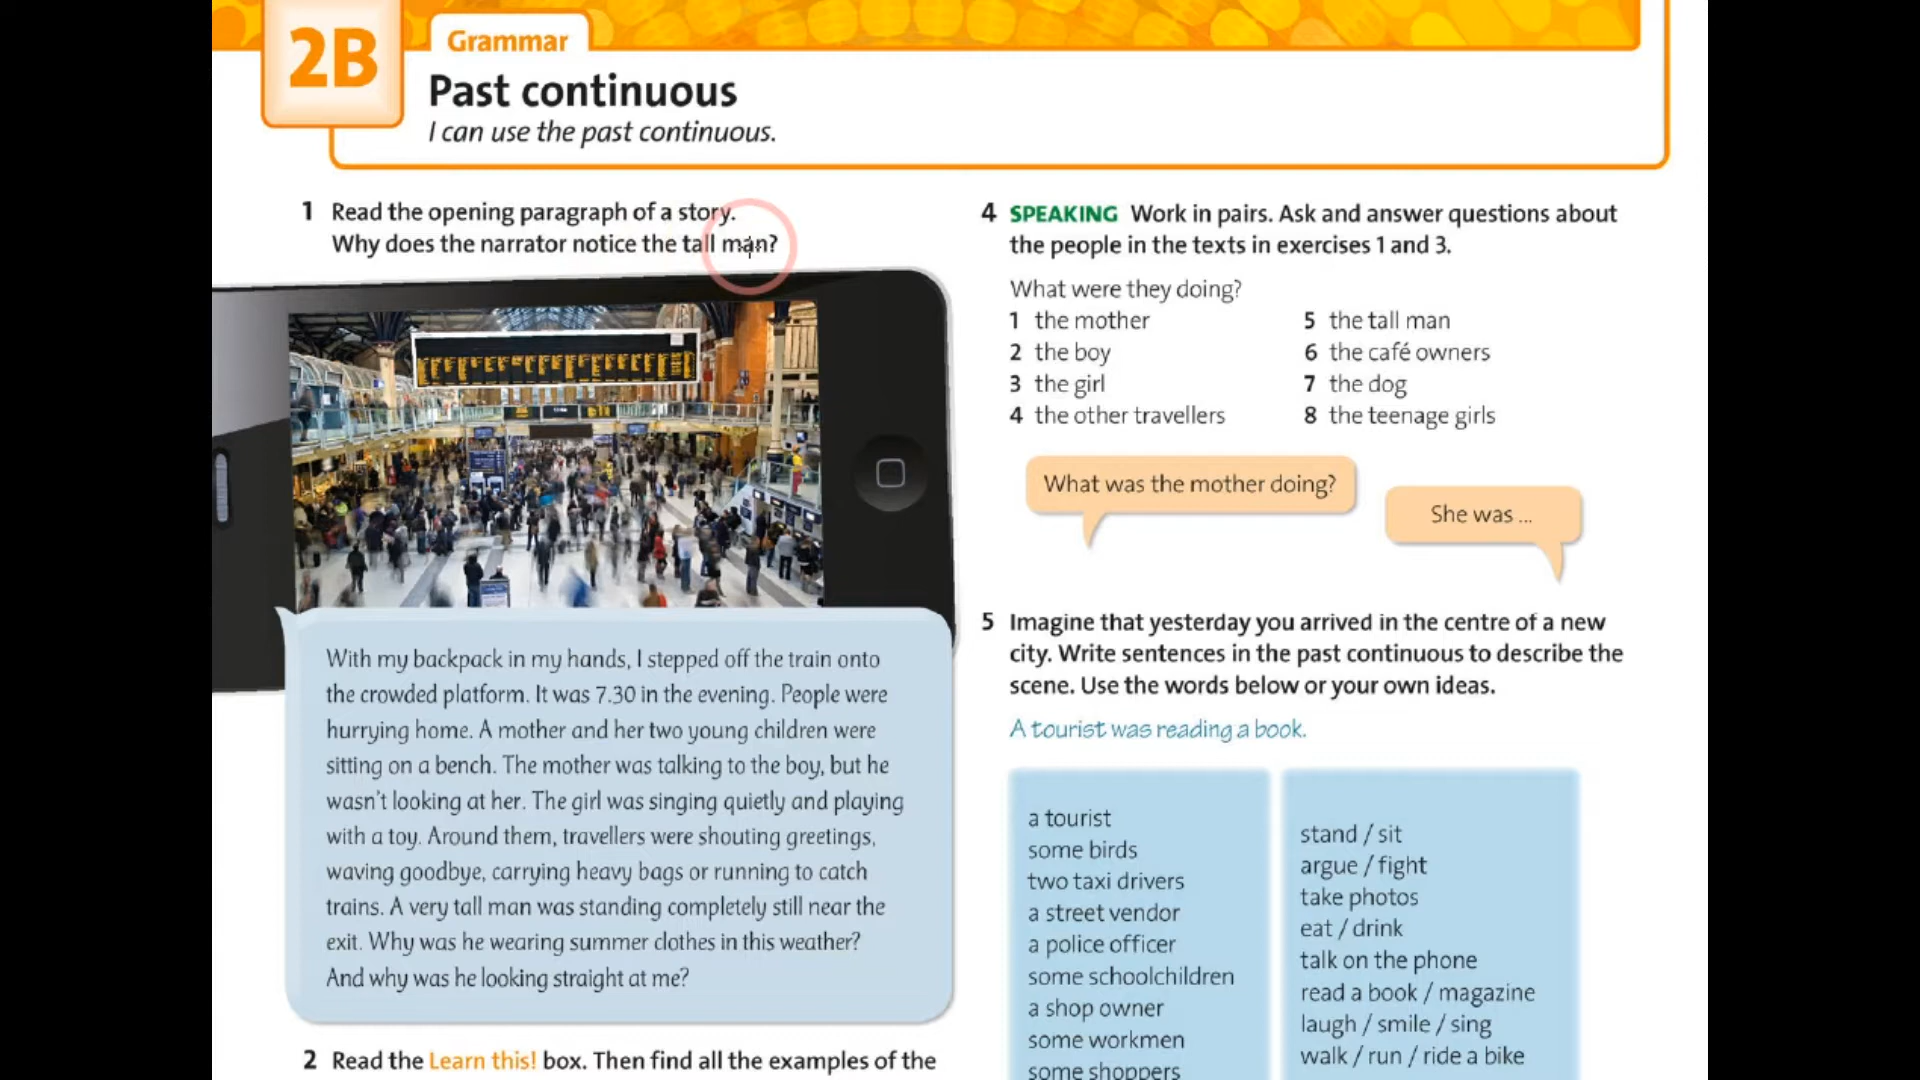 2B
Grammar
Past continuous
I can use the past continuous.
1 Read the opening paragraph of a story.
Why does the narrator notice the tall man?
With my backpack in my hands, I stepped off the train onto
the crowded platform. It was 7.30 in the evening. People were
hurrying home. A mother and her two young children were
sitting on a bench. The mother was talking to the boy, but he
wasn't looking at her. The girl was singing quietly and playing
with a toy. Around them, travellers were shouting greetings,
waving goodbye, carrying heavy bags or running to catch
trains. A very tall man was standing completely still near the
exit. Why was he wearing summer clothes in this weather?
And why was he looking straight at me?
2 Read the Learn this! box. Then find all the examples of the
4 SPEAKING Work in pairs. Ask and answer questions about
the people in the texts in exercises 1 and 3.
What were they doing?
1 the mother
2 the boy
3 the girl
4 the other travellers
5 the tall man
6 the café owners
7 the dog
8 the teenage girls
What was the mother doing?
She was ...
5 Imagine that yesterday you arrived in the centre of a new
city. Write sentences in the past continuous to describe the
scene. Use the words below or your own ideas.
A tourist was reading a book.
a tourist
some birds
two taxi drivers
a street vendor
a police officer
some schoolchildren
a shop owner
some workmen
some shoppers
stand / sit
argue / fight
take photos
eat / drink
talk on the phone
read a book / magazine
laugh / smile / sing
walk / run / ride a bike